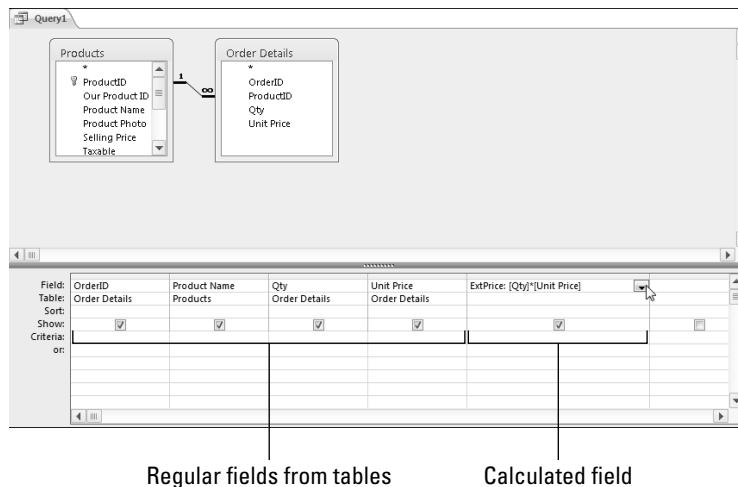 Query1
Products
*
ProductID
Our Product ID
Product Name
Product Photo
Selling Price
Taxable
1
∞
Order Details
*
OrderID
ProductID
Qty
Unit Price
Field: OrderID Product Name Qty Unit Price ExtPrice: [Qty]*[Unit Price]
Table: Order Details Products Order Details Order Details
Sort:
Show:
Criteria:
or:
Regular fields from tables
Calculated field